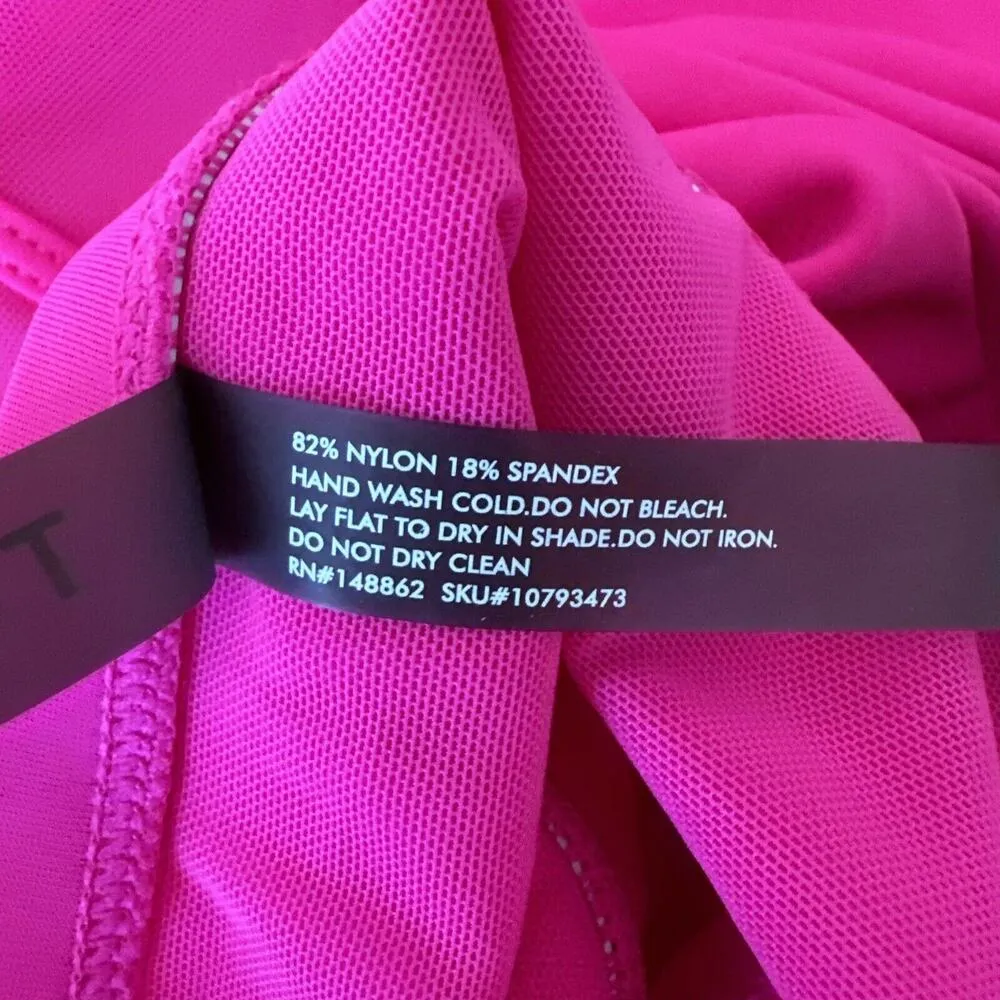 82% NYLON 18% SPANDEX
HAND WASH COLD.DO NOT BLEACH.
LAY FLAT TO DRY IN SHADE.DO NOT IRON.
DO NOT DRY CLEAN
RN#148862 SKU#10793473
T